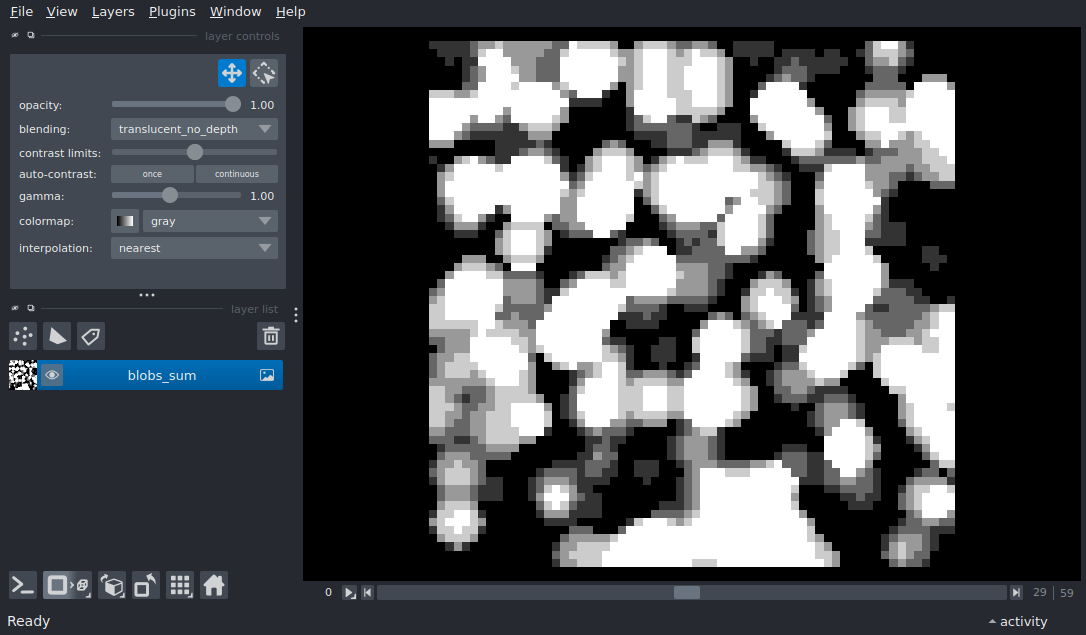 File View Layers Plugins Window Help
layer controls
opacity: 1.00
blending: translucent_no_depth
contrast limits:
auto-contrast: once continuous
gamma: 1.00
colormap: gray
interpolation: nearest
layer list
blobs_sum
0 29 59
Ready activity